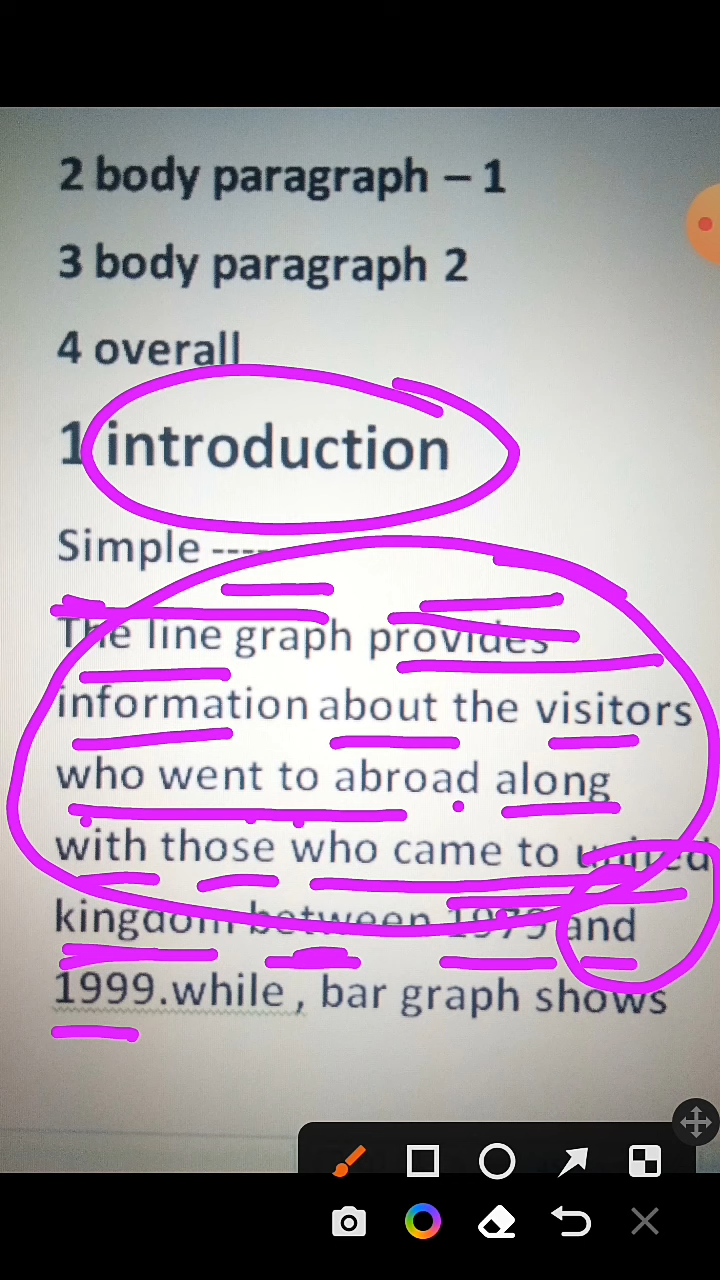 2 body paragraph – 1
3 body paragraph 2
4 overall
1 introduction
Simple ----
The line graph provides
information about the visitors
who went to abroad along
with those who came to united
kingdom between 1979 and
1999.while , bar graph shows